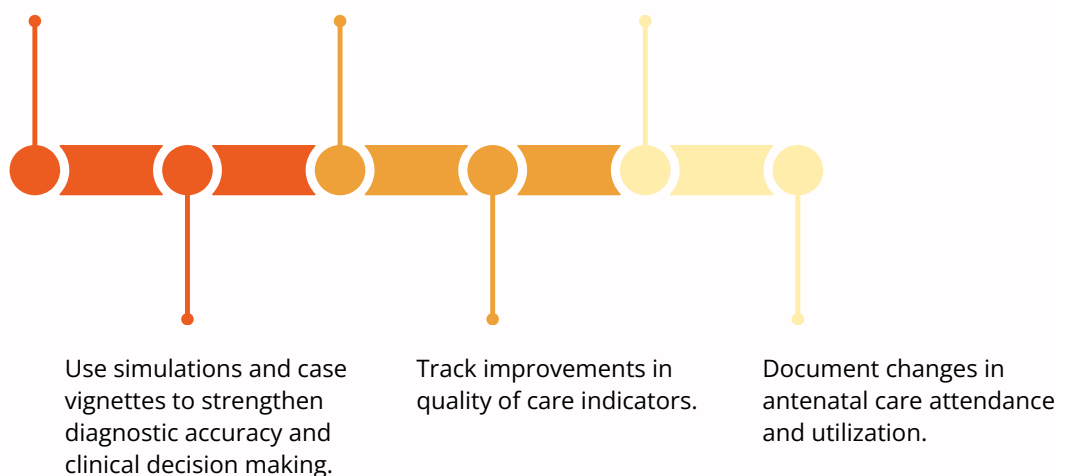 Use simulations and case
vignettes to strengthen
diagnostic accuracy and
clinical decision making.
Track improvements in
quality of care indicators.
Document changes in
antenatal care attendance
and utilization.